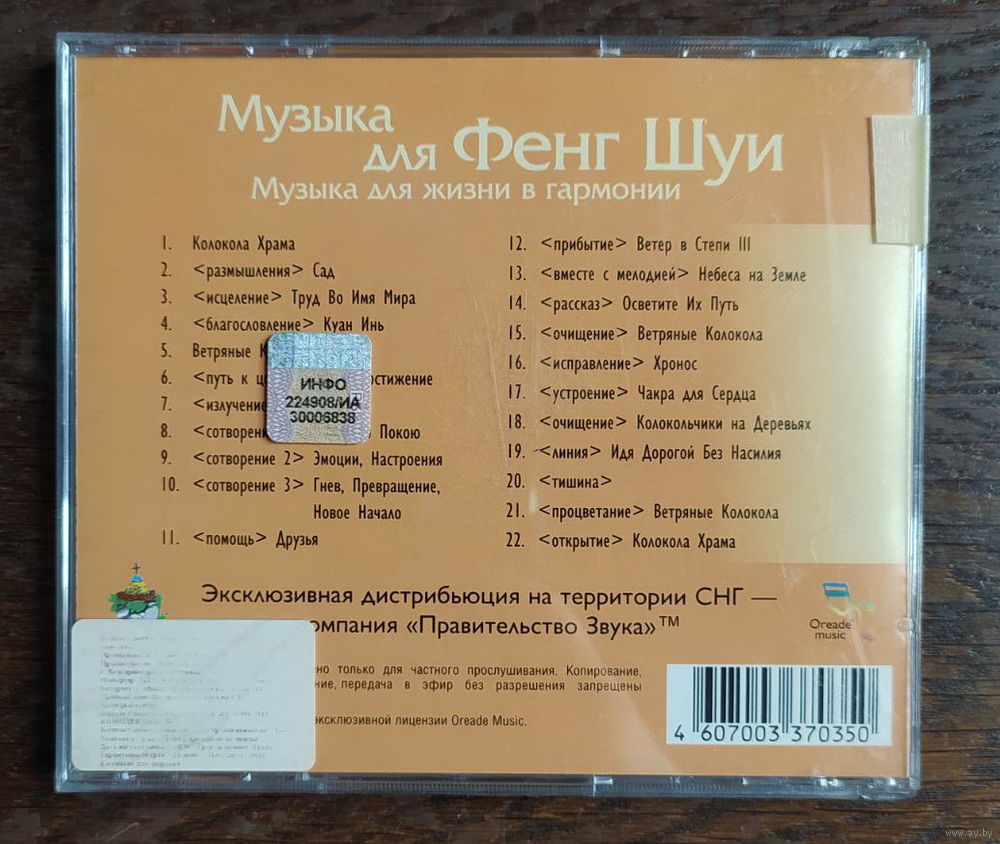 Музыка
для Фенг Шуи
Музыка для жизни в гармонии
1. Колокола Храма
2. <размышления> Сад
3. <исцеление> Труд Во Имя Мира
4. <благословление> Куан Инь
5. Ветряные
6. <путь к
7. <излучение
8. Покою
9. <сотворение 2> Эмоции, Настроения
10. <сотворение 3> Гнев, Превращение,
Новое Начало
11. <помощь> Друзья
12. <прибытие> Ветер в Степи III
13. <вместе с мелодией> Небеса на Земле
14. <рассказ> Осветите Их Путь
15. <очищение> Ветряные Колокола
16. <исправление> Хронос
17. <устроение> Чакра для Сердца
18. <очищение> Колокольчики на Деревьях
19. <линия> Идя Дорогой Без Насилия
20. <тишина>
21. <процветание> Ветряные Колокола
22. <открытие> Колокола Храма
ИНФО
224908/ИА
30006838
Эксклюзивная дистрибьюция на территории СНГ —
«Правительство Звука»™
Oreade
music
только для частного прослушивания. Копирование,
передача в эфир без разрешения запрещены
эксклюзивной лицензии Oreade Music.
4 607003 370350
www.ay.by